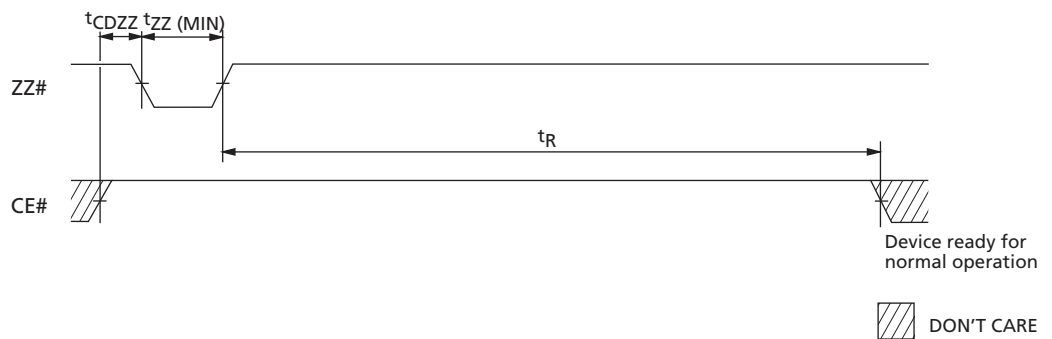 tCDZZ tZZ (MIN)
ZZ#
tR
CE#
Device ready for
normal operation
DON'T CARE